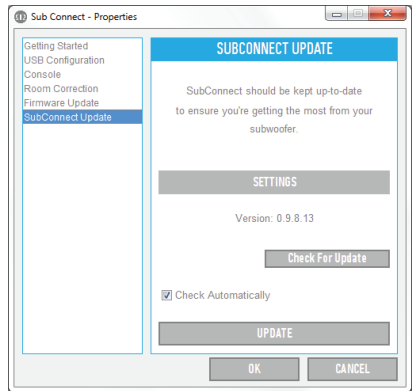 Sub Connect - Properties
Getting Started
USB Configuration
Console
Room Correction
Firmware Update
SubConnect Update
SUBCONNECT UPDATE
SubConnect should be kept up-to-date
to ensure you're getting the most from your
subwoofer.
SETTINGS
Version: 0.9.8.13
Check For Update
Check Automatically
UPDATE
OK
CANCEL